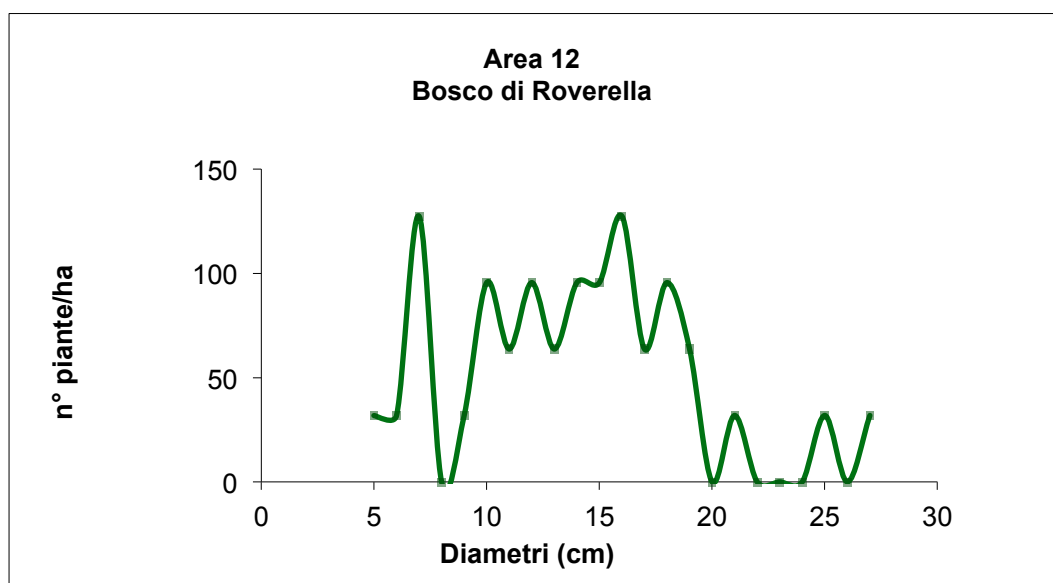 Area 12
Bosco di Roverella
150
100
50
0
n° piante/ha
0 5 10 15 20 25 30
Diametri (cm)